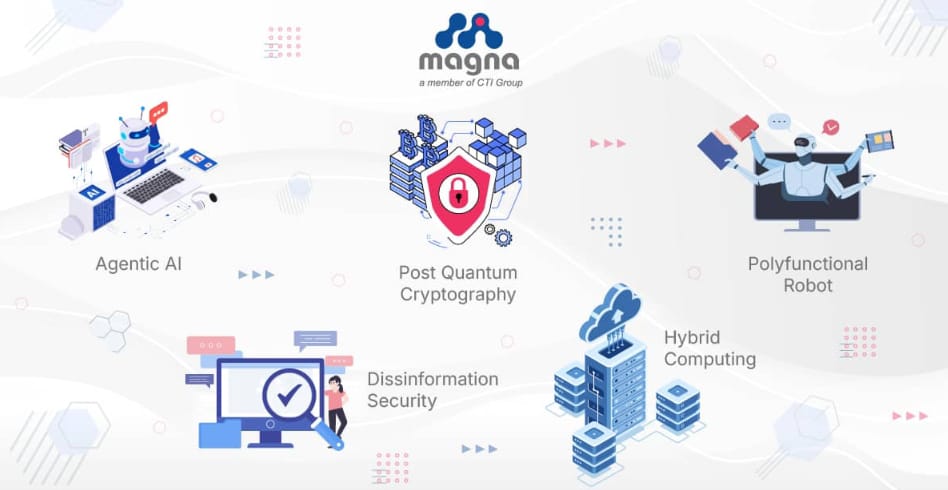 magna
a member of CTI Group
AI
Agentic AI
Post Quantum
Cryptography
Polyfunctional
Robot
Dissinformation
Security
Hybrid
Computing